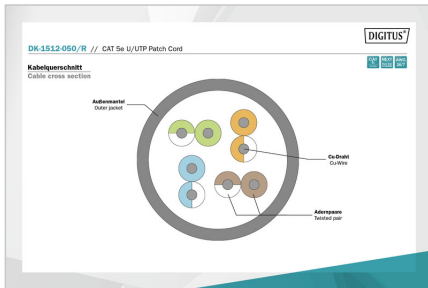 DIGITUS®
DK-1512-050/R // CAT 5e U/UTP Patch Cord
Kabelquerschnitt
Cable cross section
Außenmantel
Outer jacket
Cu-Draht
Cu-Wire
Adernpaare
Twisted pair